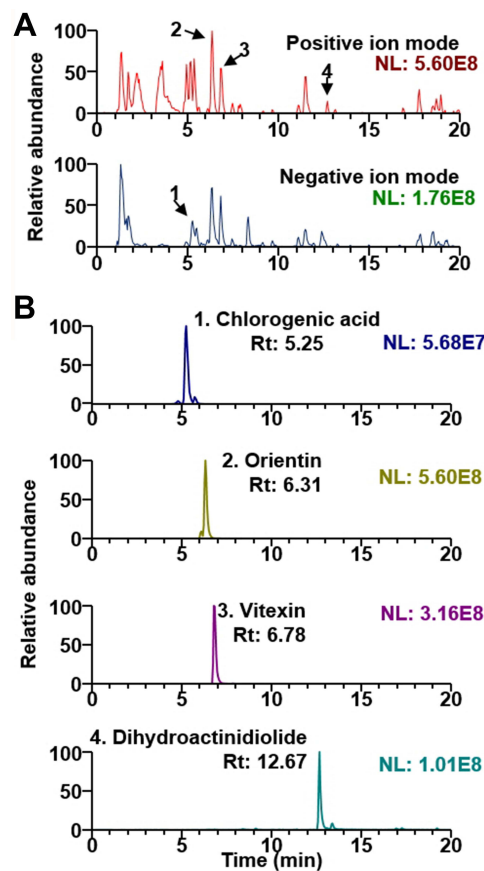 A
Relative abundance
100
50
0
2
3
4
Positive ion mode
NL: 5.60E8
0 5 10 15 20
100
50
0
1
Negative ion mode
NL: 1.76E8
0 5 10 15 20
B
Relative abundance
100
50
0
1. Chlorogenic acid
Rt: 5.25
NL: 5.68E7
0 5 10 15 20
100
50
0
2. Orientin
Rt: 6.31
NL: 5.60E8
0 5 10 15 20
100
50
0
3. Vitexin
Rt: 6.78
NL: 3.16E8
0 5 10 15 20
4. Dihydroactinidiolide
100
50
0
Rt: 12.67
NL: 1.01E8
0 5 10 15 20
Time (min)